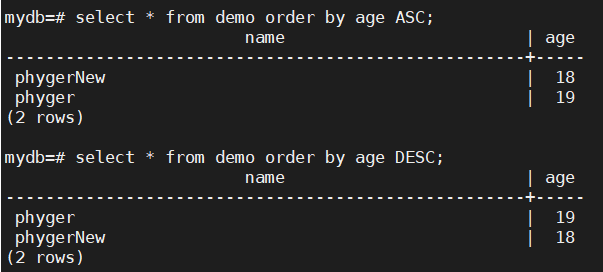 mydb=# select * from demo order by age ASC;
                        name                        | age
----------------------------------------------------+-----
 phygerNew                                          |  18
 phyger                                             |  19
(2 rows)

mydb=# select * from demo order by age DESC;
                        name                        | age
----------------------------------------------------+-----
 phyger                                             |  19
 phygerNew                                          |  18
(2 rows)